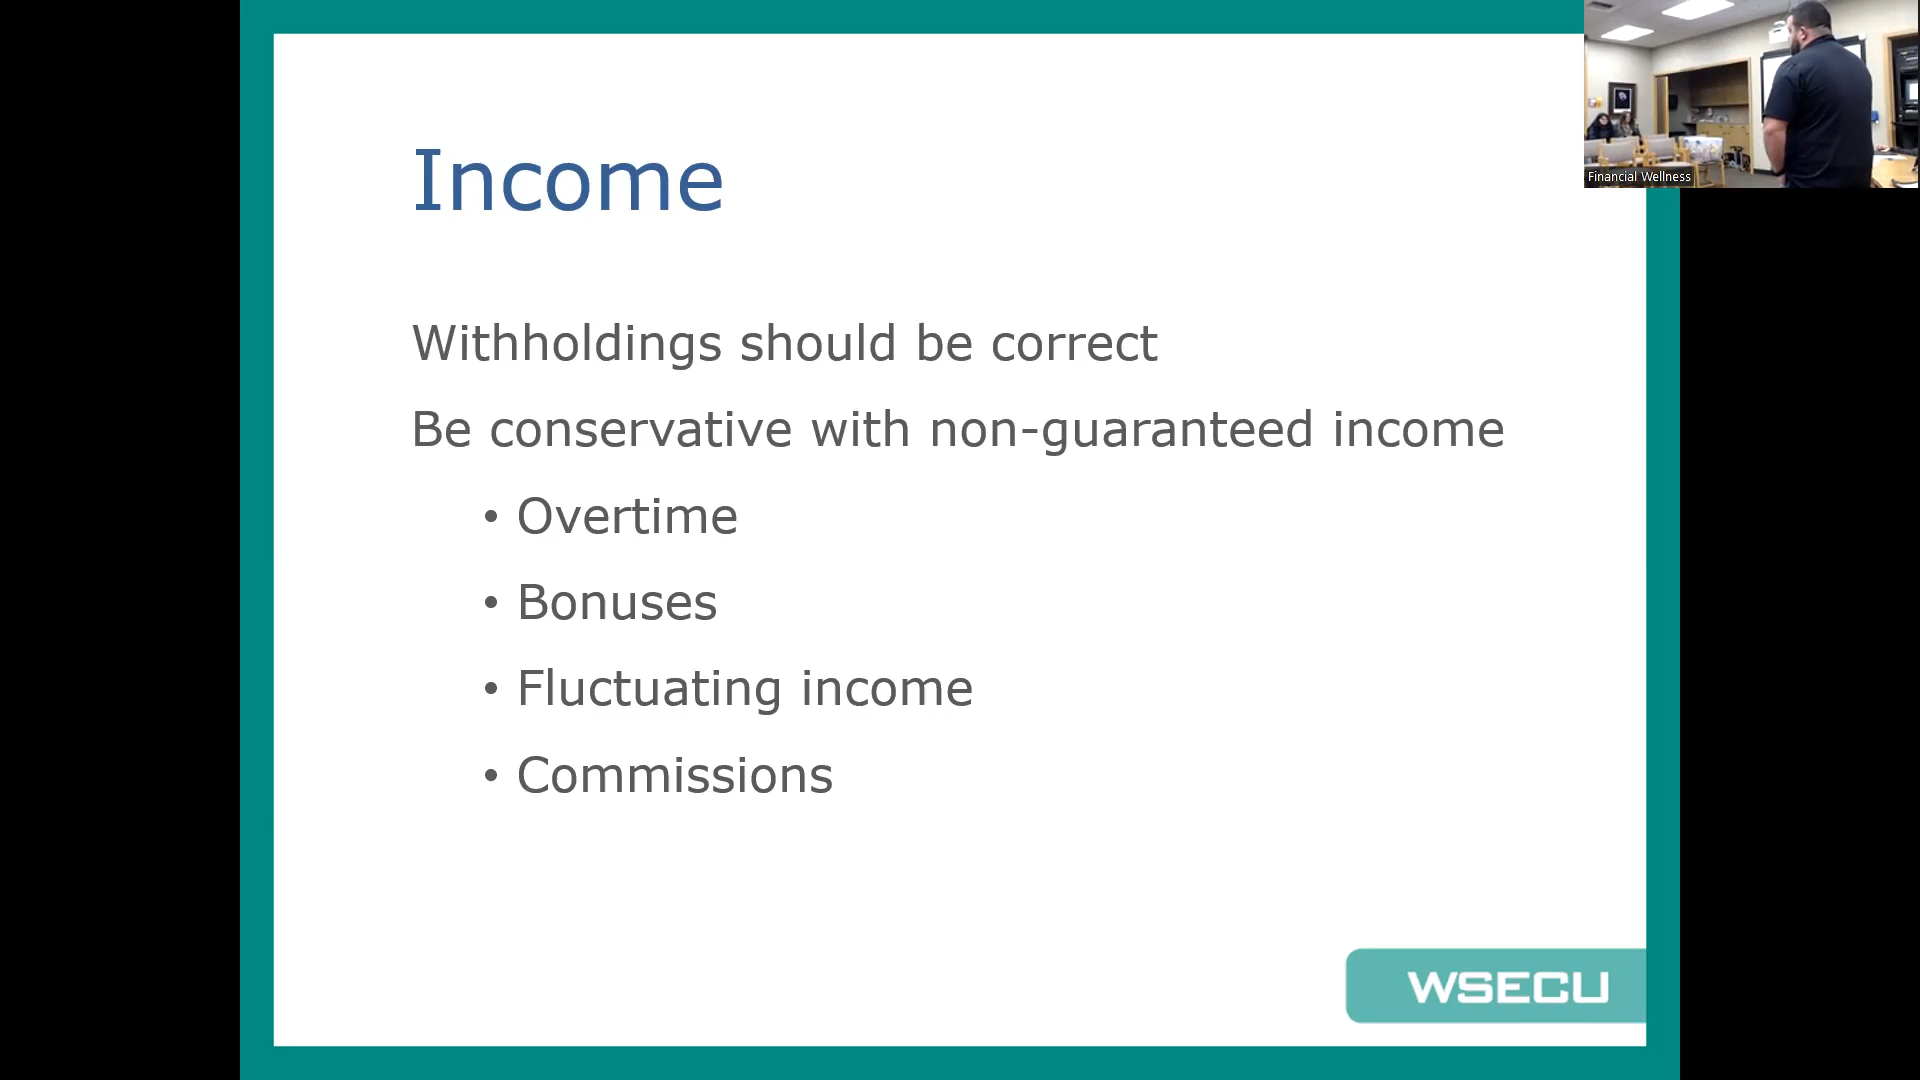 Income
Withholdings should be correct
Be conservative with non-guaranteed income
• Overtime
• Bonuses
• Fluctuating income
• Commissions
WSECU
Financial Wellness